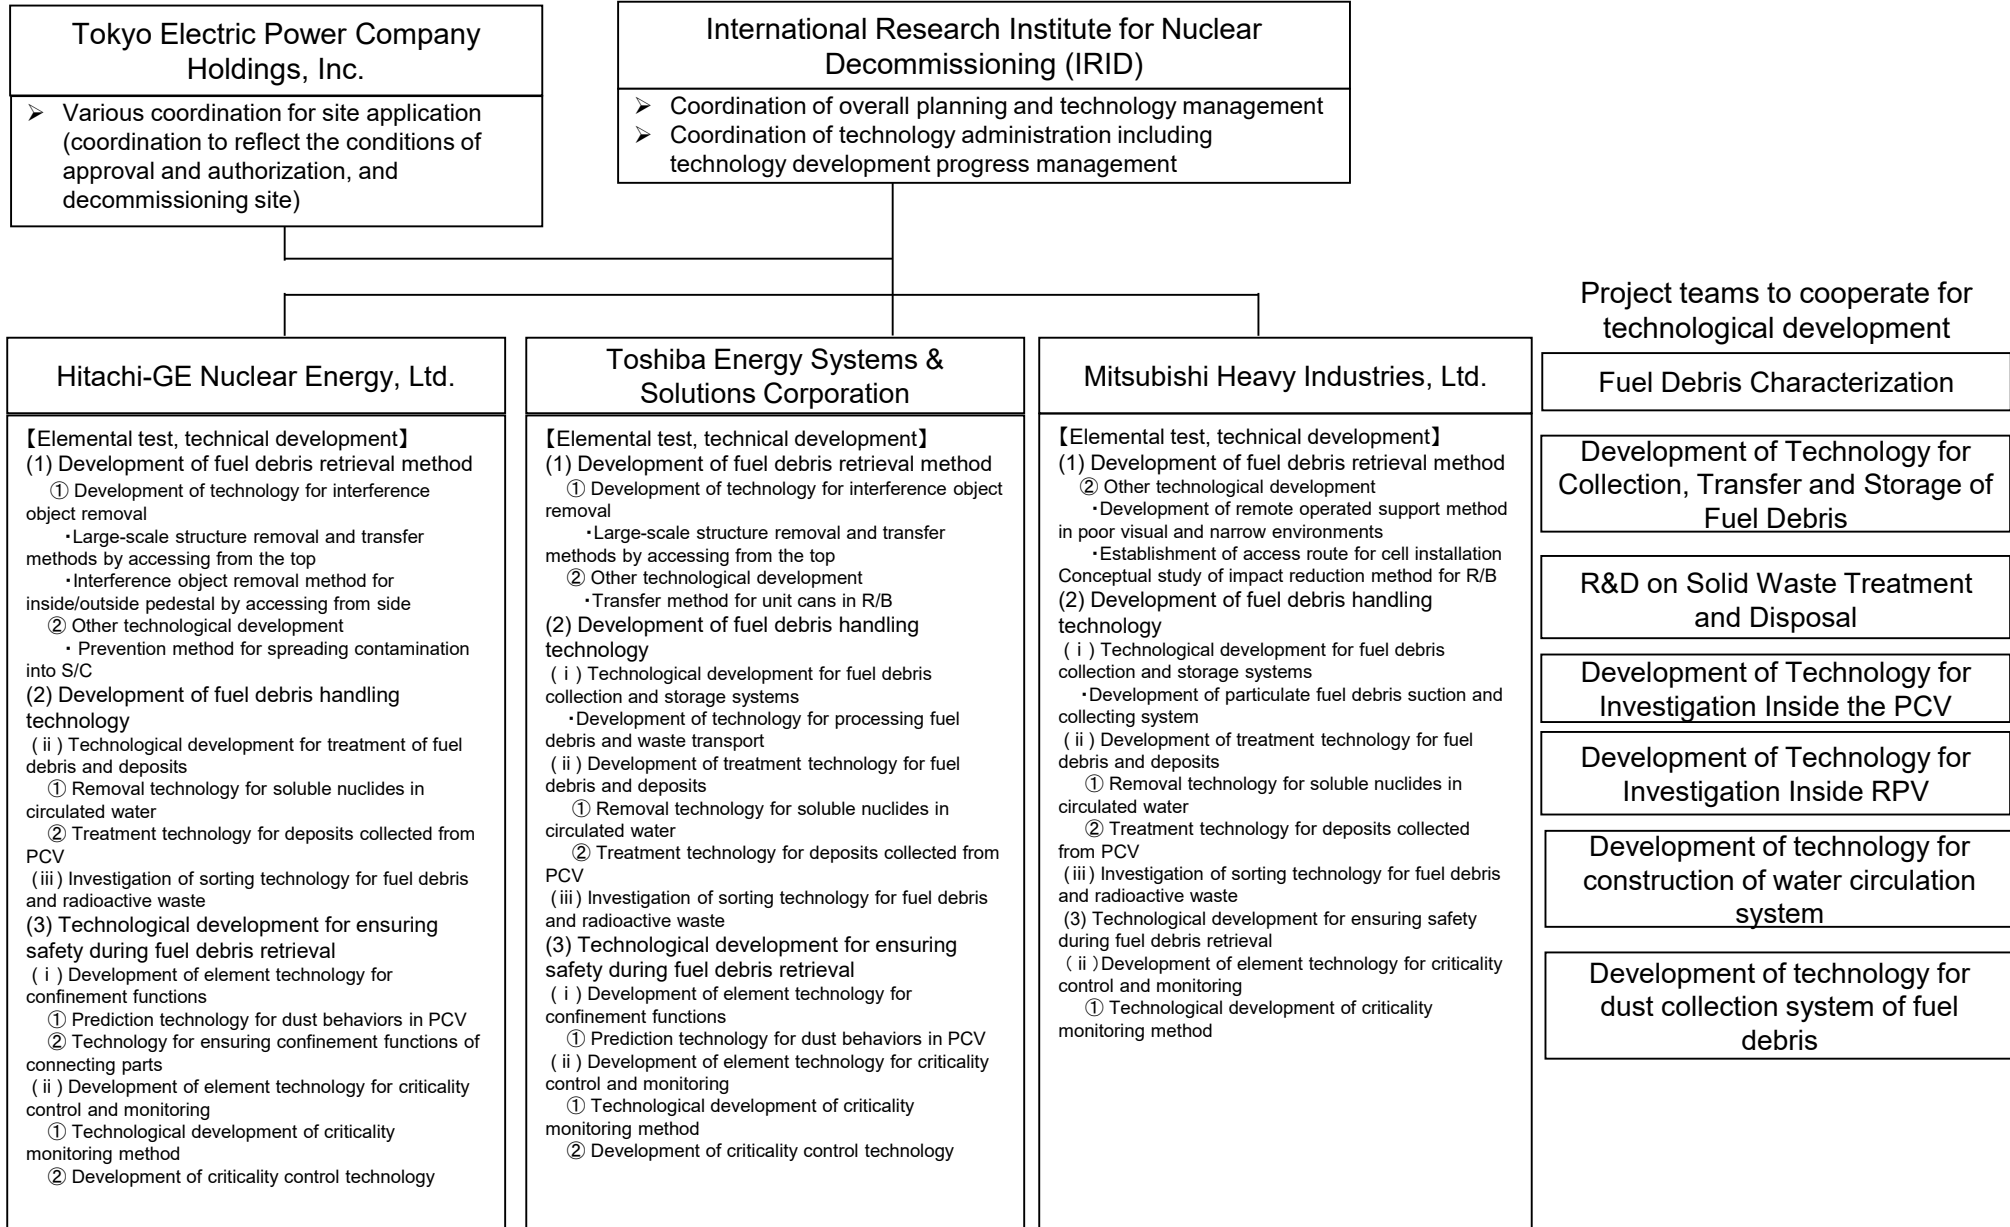 Tokyo Electric Power Company
Holdings, Inc.
➢ Various coordination for site application
(coordination to reflect the conditions of
approval and authorization, and
decommissioning site)
International Research Institute for Nuclear
Decommissioning (IRID)
➢ Coordination of overall planning and technology management
➢ Coordination of technology administration including
technology development progress management
Hitachi-GE Nuclear Energy, Ltd.
【Elemental test, technical development】
(1) Development of fuel debris retrieval method
① Development of technology for interference
object removal
・Large-scale structure removal and transfer
methods by accessing from the top
・Interference object removal method for
inside/outside pedestal by accessing from side
② Other technological development
・ Prevention method for spreading contamination
into S/C
(2) Development of fuel debris handling
technology
(ⅱ) Technological development for treatment of fuel
debris and deposits
① Removal technology for soluble nuclides in
circulated water
② Treatment technology for deposits collected from
PCV
(ⅲ) Investigation of sorting technology for fuel debris
and radioactive waste
(3) Technological development for ensuring
safety during fuel debris retrieval
(ⅰ) Development of element technology for
confinement functions
① Prediction technology for dust behaviors in PCV
② Technology for ensuring confinement functions of
connecting parts
(ⅱ) Development of element technology for criticality
control and monitoring
① Technological development of criticality
monitoring method
② Development of criticality control technology
Toshiba Energy Systems &
Solutions Corporation
【Elemental test, technical development】
(1) Development of fuel debris retrieval method
① Development of technology for interference object
removal
・Large-scale structure removal and transfer
methods by accessing from the top
② Other technological development
・Transfer method for unit cans in R/B
(2) Development of fuel debris handling
technology
(ⅰ) Technological development for fuel debris
collection and storage systems
・Development of technology for processing fuel
debris and waste transport
(ⅱ) Development of treatment technology for fuel
debris and deposits
① Removal technology for soluble nuclides in
circulated water
② Treatment technology for deposits collected from
PCV
(ⅲ) Investigation of sorting technology for fuel debris
and radioactive waste
(3) Technological development for ensuring
safety during fuel debris retrieval
(ⅰ) Development of element technology for
confinement functions
① Prediction technology for dust behaviors in PCV
(ⅱ) Development of element technology for criticality
control and monitoring
① Technological development of criticality
monitoring method
② Development of criticality control technology
Mitsubishi Heavy Industries, Ltd.
【Elemental test, technical development】
(1) Development of fuel debris retrieval method
② Other technological development
・Development of remote operated support method
in poor visual and narrow environments
・Establishment of access route for cell installation
Conceptual study of impact reduction method for R/B
(2) Development of fuel debris handling
technology
(ⅰ) Technological development for fuel debris
collection and storage systems
・Development of particulate fuel debris suction and
collecting system
(ⅱ) Development of treatment technology for fuel
debris and deposits
① Removal technology for soluble nuclides in
circulated water
② Treatment technology for deposits collected
from PCV
(ⅲ) Investigation of sorting technology for fuel debris
and radioactive waste
(3) Technological development for ensuring safety
during fuel debris retrieval
(ⅱ)Development of element technology for criticality
control and monitoring
① Technological development of criticality
monitoring method
Project teams to cooperate for
technological development
Fuel Debris Characterization
Development of Technology for
Collection, Transfer and Storage of
Fuel Debris
R&D on Solid Waste Treatment
and Disposal
Development of Technology for
Investigation Inside the PCV
Development of Technology for
Investigation Inside RPV
Development of technology for
construction of water circulation
system
Development of technology for
dust collection system of fuel
debris